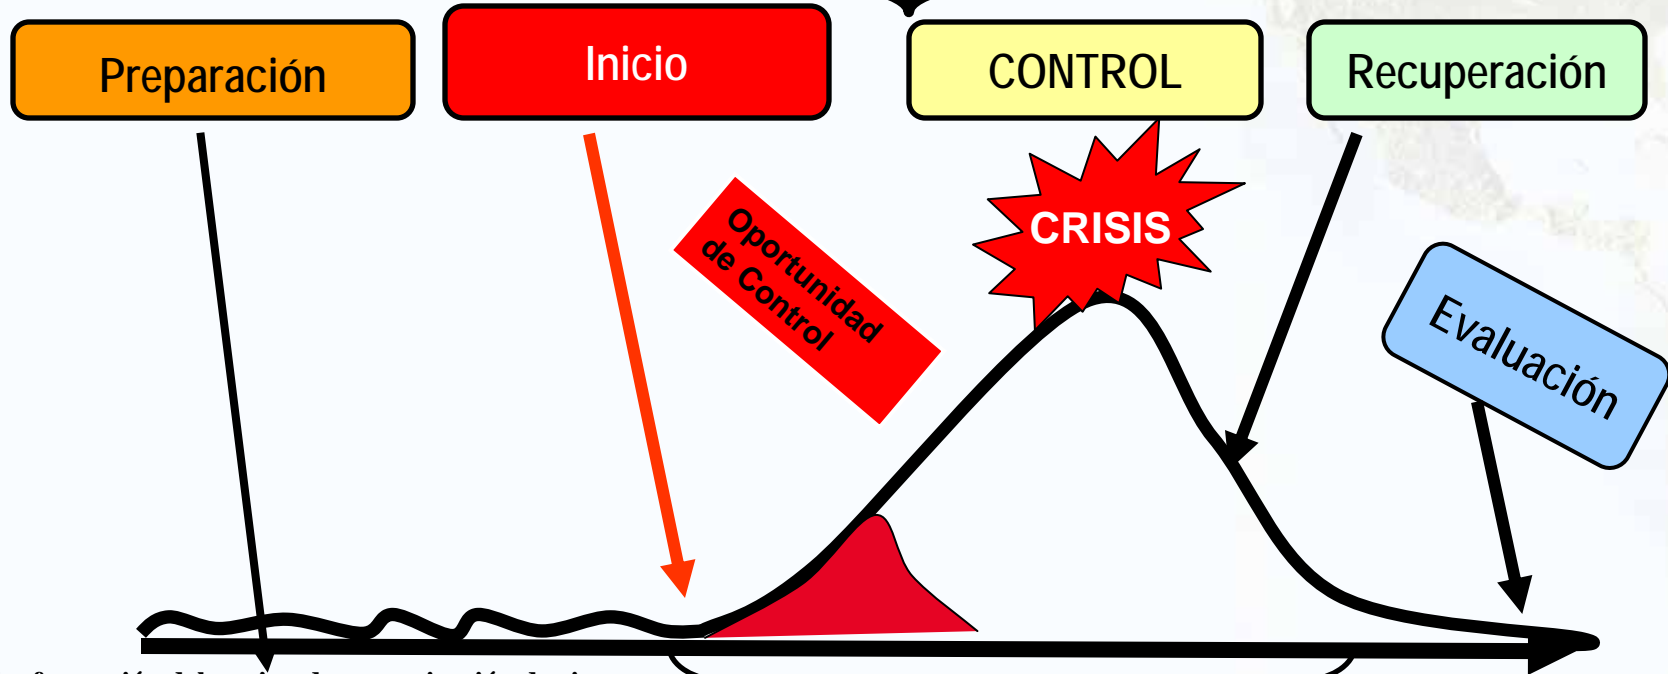 Preparación
Inicio
CONTROL
Recuperación
Oportunidad
de Control
CRISIS
Evaluación